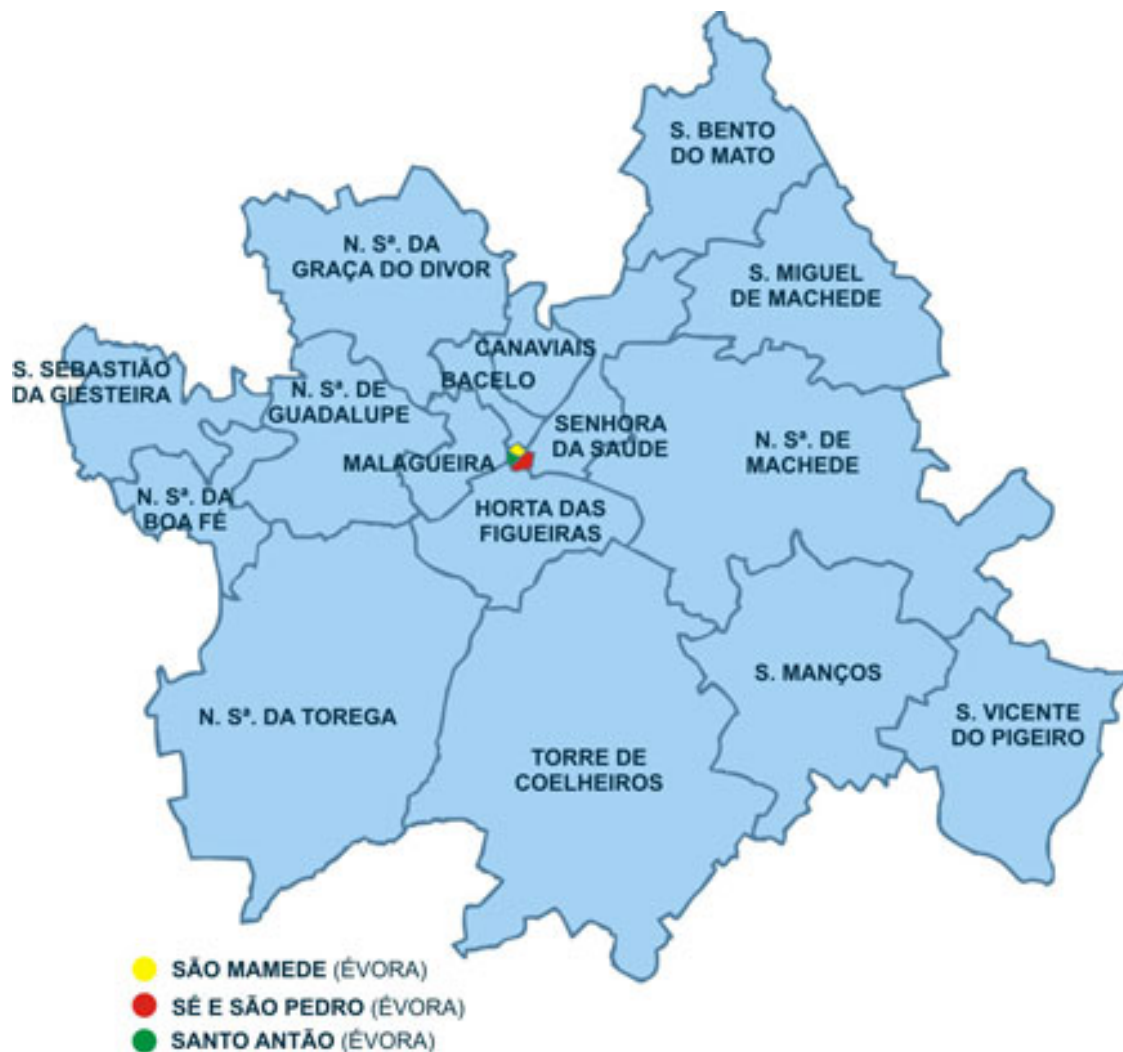 S. BENTO
DO MATO
N. Sª. DA
GRAÇA DO DIVOR
S. MIGUEL
DE MACHEDE
CANAVIAIS
S. SEBASTIÃO
DA GIESTEIRA
BACELO
N. Sª. DE
GUADALUPE
SENHORA
DA SAÚDE
N. Sª. DE
MACHEDE
MALAGUEIRA
N. Sª. DA
BOA FÉ
HORTA DAS
FIGUEIRAS
S. MANÇOS
N. Sª. DA TOREGA
S. VICENTE
DO PIGEIRO
TORRE DE
COELHEIROS
SÃO MAMEDE (ÉVORA)
SÉ E SÃO PEDRO (ÉVORA)
SANTO ANTÃO (ÉVORA)